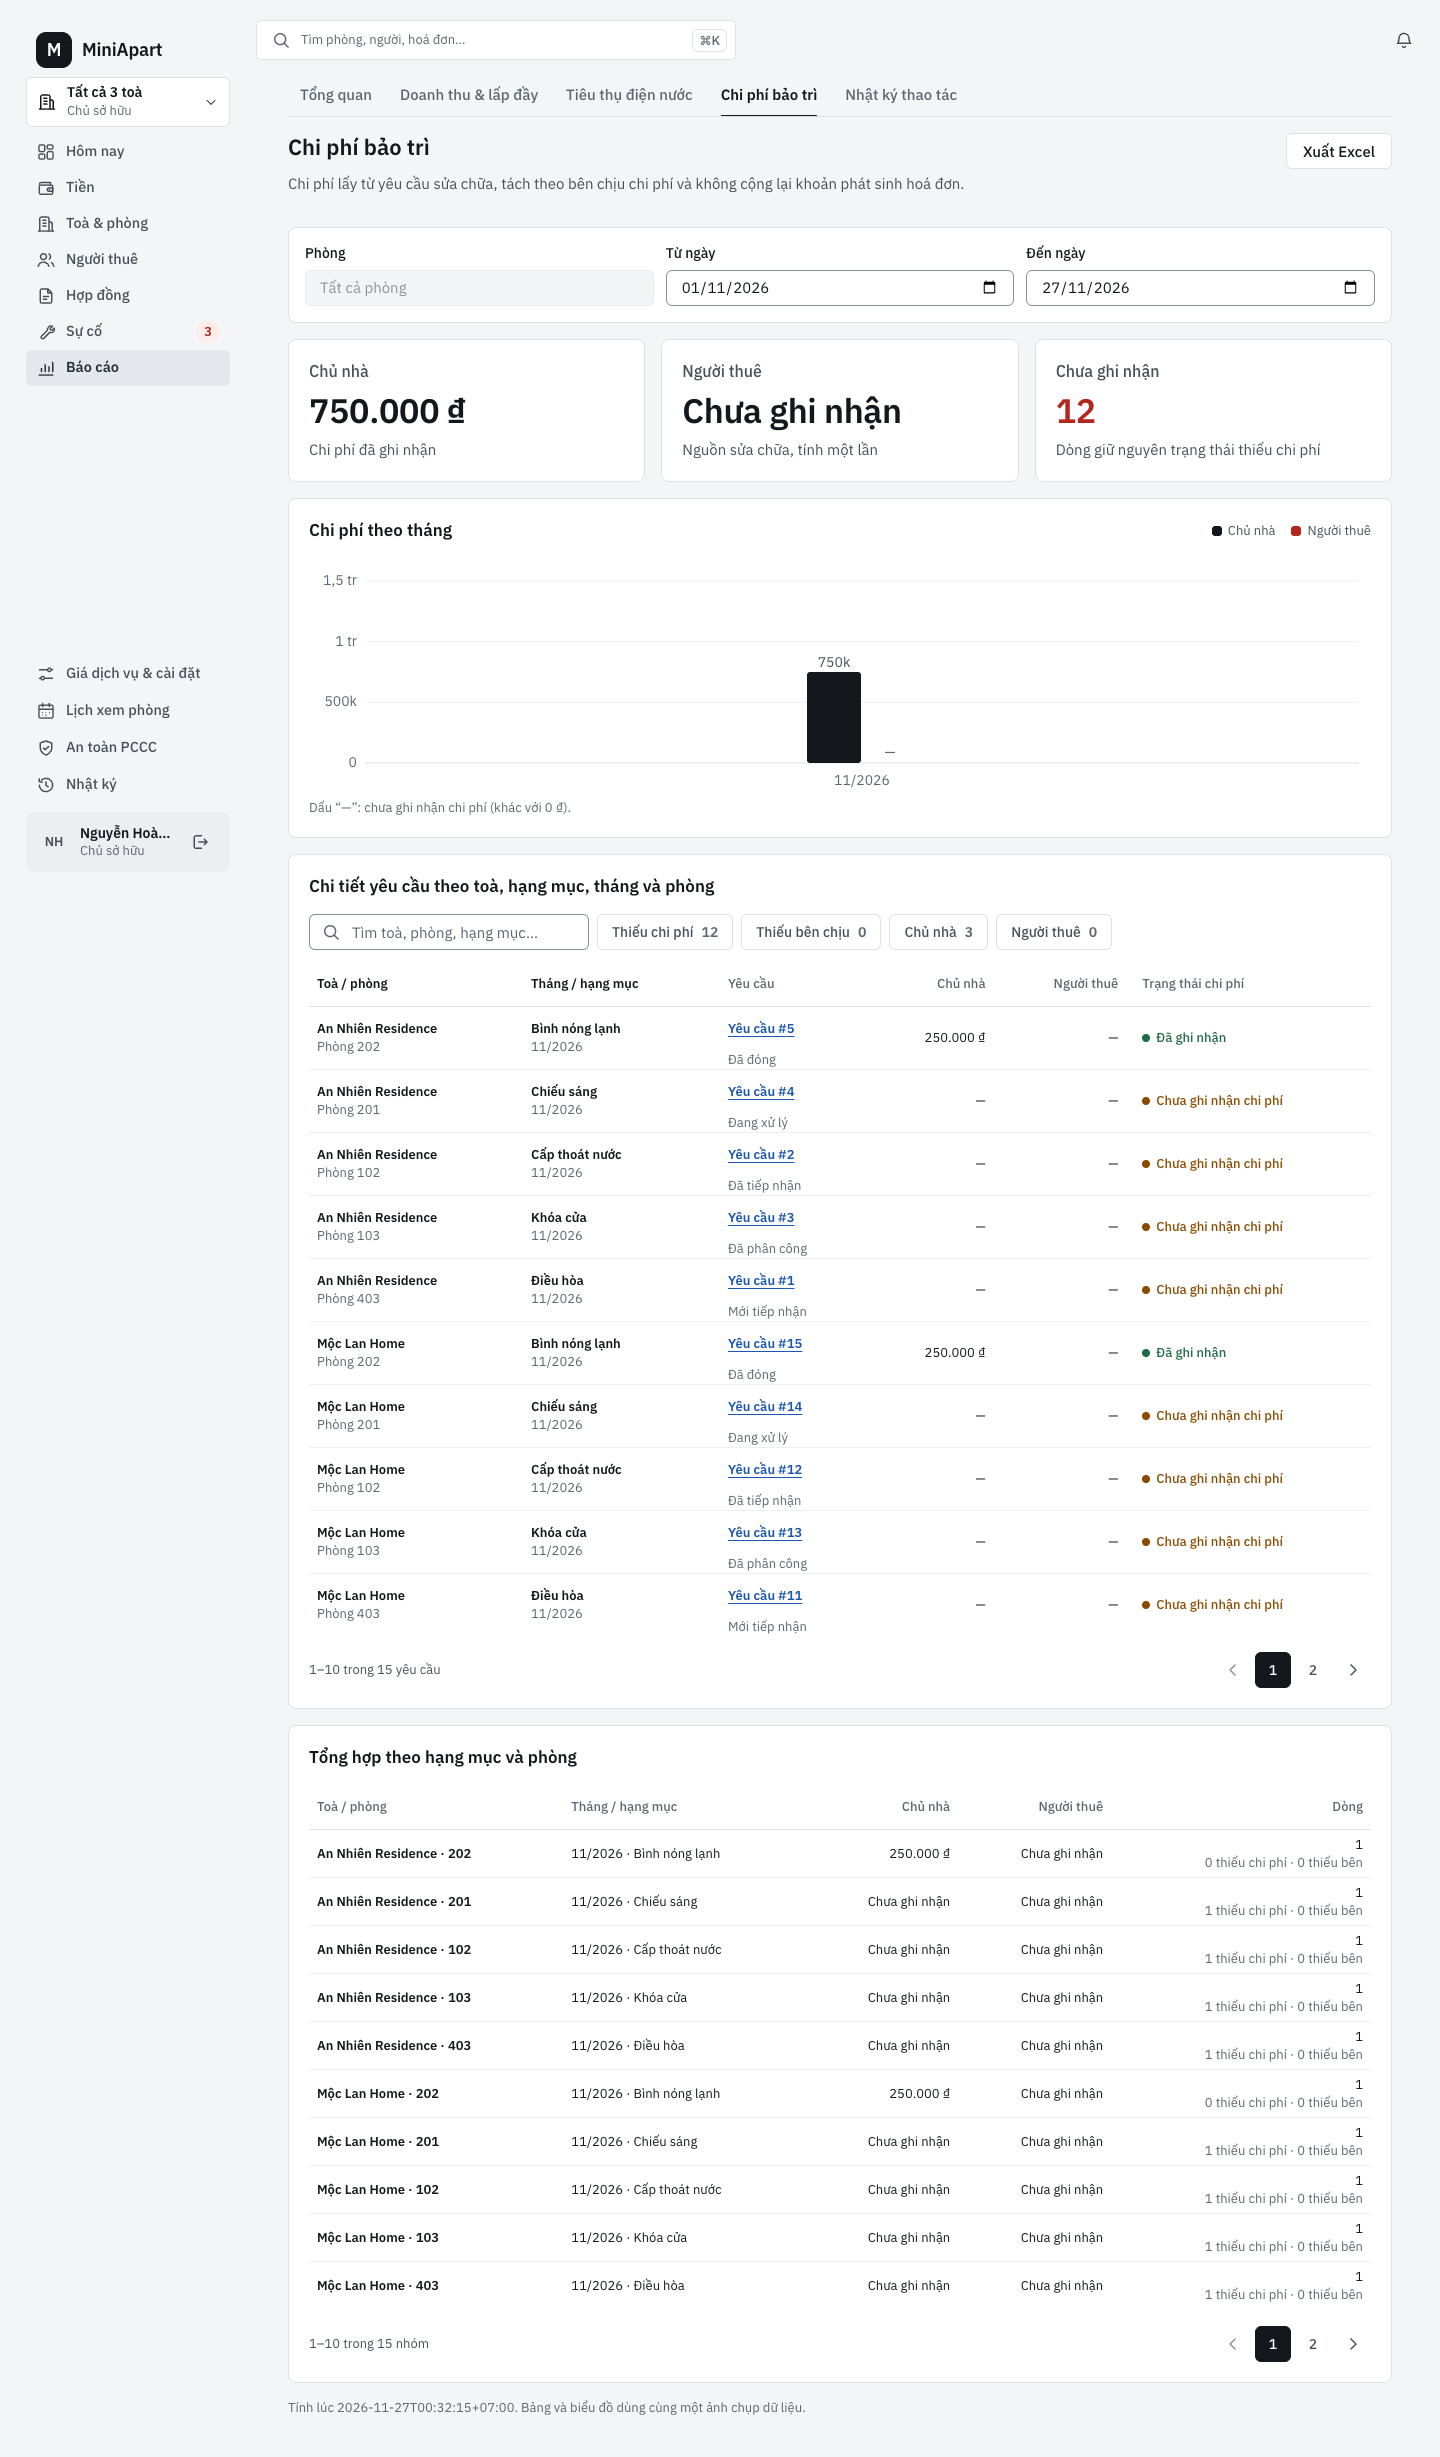 M MiniApart
Tìm phòng, người, hoá đơn... ⌘K
Tất cả 3 toà
Chủ sở hữu
Hôm nay
Tiền
Toà & phòng
Người thuê
Hợp đồng
Sự cố 3
Báo cáo
Giá dịch vụ & cài đặt
Lịch xem phòng
An toàn PCCC
Nhật ký
NH Nguyễn Hoà...
Chủ sở hữu
Tổng quan Doanh thu & lấp đầy Tiêu thụ điện nước Chi phí bảo trì Nhật ký thao tác
Chi phí bảo trì
Xuất Excel
Chi phí lấy từ yêu cầu sửa chữa, tách theo bên chịu chi phí và không cộng lại khoản phát sinh hoá đơn.
Phòng Từ ngày Đến ngày
Tất cả phòng 01/11/2026 27/11/2026
Chủ nhà
750.000 ₫
Chi phí đã ghi nhận
Người thuê
Chưa ghi nhận
Nguồn sửa chữa, tính một lần
Chưa ghi nhận
12
Dòng giữ nguyên trạng thái thiếu chi phí
Chi phí theo tháng
Chủ nhà Người thuê
1,5 tr
1 tr
500k
0
750k
—
11/2026
Dấu “—”: chưa ghi nhận chi phí (khác với 0 ₫).
Chi tiết yêu cầu theo toà, hạng mục, tháng và phòng
Tìm toà, phòng, hạng mục... Thiếu chi phí 12 Thiếu bên chịu 0 Chủ nhà 3 Người thuê 0
Toà / phòng Tháng / hạng mục Yêu cầu Chủ nhà Người thuê Trạng thái chi phí
An Nhiên Residence Bình nóng lạnh Yêu cầu #5 250.000 ₫ — Đã ghi nhận
Phòng 202 11/2026 Đã đóng
An Nhiên Residence Chiếu sáng Yêu cầu #4 — — Chưa ghi nhận chi phí
Phòng 201 11/2026 Đang xử lý
An Nhiên Residence Cấp thoát nước Yêu cầu #2 — — Chưa ghi nhận chi phí
Phòng 102 11/2026 Đã tiếp nhận
An Nhiên Residence Khóa cửa Yêu cầu #3 — — Chưa ghi nhận chi phí
Phòng 103 11/2026 Đã phân công
An Nhiên Residence Điều hòa Yêu cầu #1 — — Chưa ghi nhận chi phí
Phòng 403 11/2026 Mới tiếp nhận
Mộc Lan Home Bình nóng lạnh Yêu cầu #15 250.000 ₫ — Đã ghi nhận
Phòng 202 11/2026 Đã đóng
Mộc Lan Home Chiếu sáng Yêu cầu #14 — — Chưa ghi nhận chi phí
Phòng 201 11/2026 Đang xử lý
Mộc Lan Home Cấp thoát nước Yêu cầu #12 — — Chưa ghi nhận chi phí
Phòng 102 11/2026 Đã tiếp nhận
Mộc Lan Home Khóa cửa Yêu cầu #13 — — Chưa ghi nhận chi phí
Phòng 103 11/2026 Đã phân công
Mộc Lan Home Điều hòa Yêu cầu #11 — — Chưa ghi nhận chi phí
Phòng 403 11/2026 Mới tiếp nhận
1–10 trong 15 yêu cầu 1 2
Tổng hợp theo hạng mục và phòng
Toà / phòng Tháng / hạng mục Chủ nhà Người thuê Dòng
An Nhiên Residence · 202 11/2026 · Bình nóng lạnh 250.000 ₫ Chưa ghi nhận 1
0 thiếu chi phí · 0 thiếu bên
An Nhiên Residence · 201 11/2026 · Chiếu sáng Chưa ghi nhận Chưa ghi nhận 1
1 thiếu chi phí · 0 thiếu bên
An Nhiên Residence · 102 11/2026 · Cấp thoát nước Chưa ghi nhận Chưa ghi nhận 1
1 thiếu chi phí · 0 thiếu bên
An Nhiên Residence · 103 11/2026 · Khóa cửa Chưa ghi nhận Chưa ghi nhận 1
1 thiếu chi phí · 0 thiếu bên
An Nhiên Residence · 403 11/2026 · Điều hòa Chưa ghi nhận Chưa ghi nhận 1
1 thiếu chi phí · 0 thiếu bên
Mộc Lan Home · 202 11/2026 · Bình nóng lạnh 250.000 ₫ Chưa ghi nhận 1
0 thiếu chi phí · 0 thiếu bên
Mộc Lan Home · 201 11/2026 · Chiếu sáng Chưa ghi nhận Chưa ghi nhận 1
1 thiếu chi phí · 0 thiếu bên
Mộc Lan Home · 102 11/2026 · Cấp thoát nước Chưa ghi nhận Chưa ghi nhận 1
1 thiếu chi phí · 0 thiếu bên
Mộc Lan Home · 103 11/2026 · Khóa cửa Chưa ghi nhận Chưa ghi nhận 1
1 thiếu chi phí · 0 thiếu bên
Mộc Lan Home · 403 11/2026 · Điều hòa Chưa ghi nhận Chưa ghi nhận 1
1 thiếu chi phí · 0 thiếu bên
1–10 trong 15 nhóm 1 2
Tính lúc 2026-11-27T00:32:15+07:00. Bảng và biểu đồ dùng cùng một ảnh chụp dữ liệu.